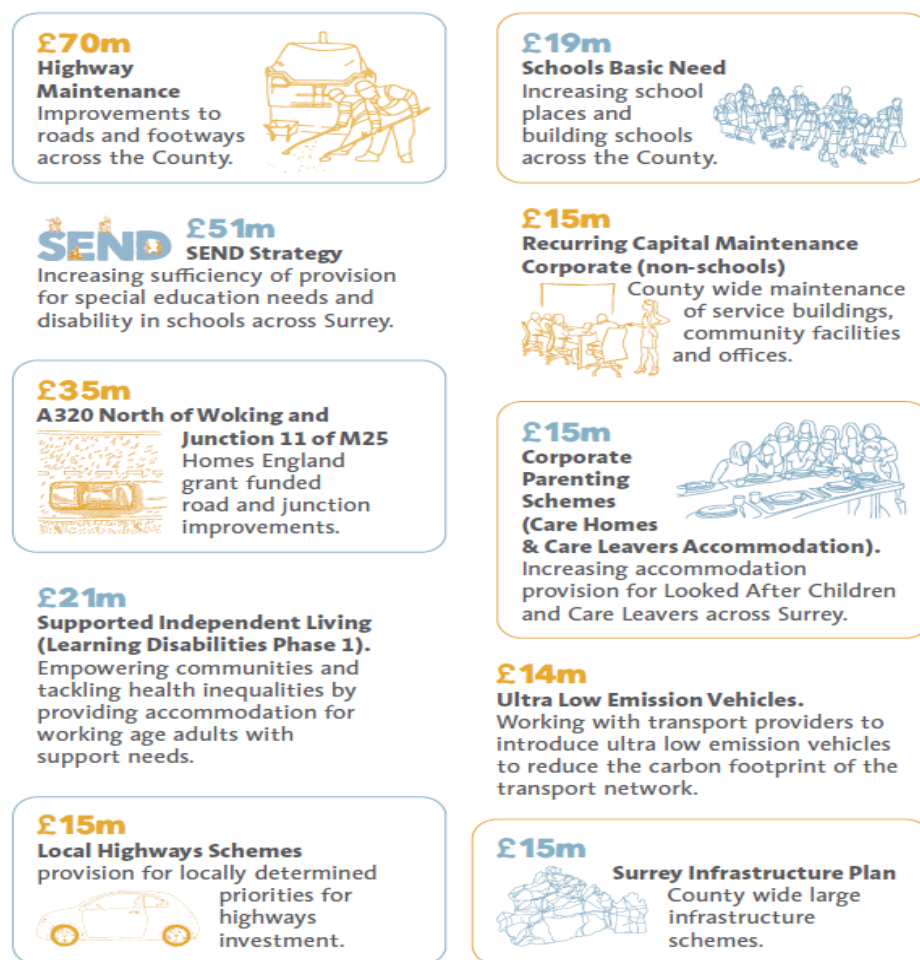 £70m
Highway
Maintenance
Improvements to
roads and footways
across the County.
SEND £51m
SEND Strategy
Increasing sufficiency of provision
for special education needs and
disability in schools across Surrey.
£35m
A320 North of Woking and
Junction 11 of M25
Homes England
grant funded
road and junction
improvements.
£21m
Supported Independent Living
(Learning Disabilities Phase 1).
Empowering communities and
tackling health inequalities by
providing accommodation for
working age adults with
support needs.
£15m
Local Highways Schemes
provision for locally determined
priorities for
highways
investment.
£19m
Schools Basic Need
Increasing school
places and
building schools
across the County.
£15m
Recurring Capital Maintenance
Corporate (non-schools)
County wide maintenance
of service buildings,
community facilities
and offices.
£15m
Corporate
Parenting
Schemes
(Care Homes
& Care Leavers Accommodation).
Increasing accommodation
provision for Looked After Children
and Care Leavers across Surrey.
£14m
Ultra Low Emission Vehicles.
Working with transport providers to
introduce ultra low emission vehicles
to reduce the carbon footprint of the
transport network.
£15m
Surrey Infrastructure Plan
County wide large
infrastructure
schemes.